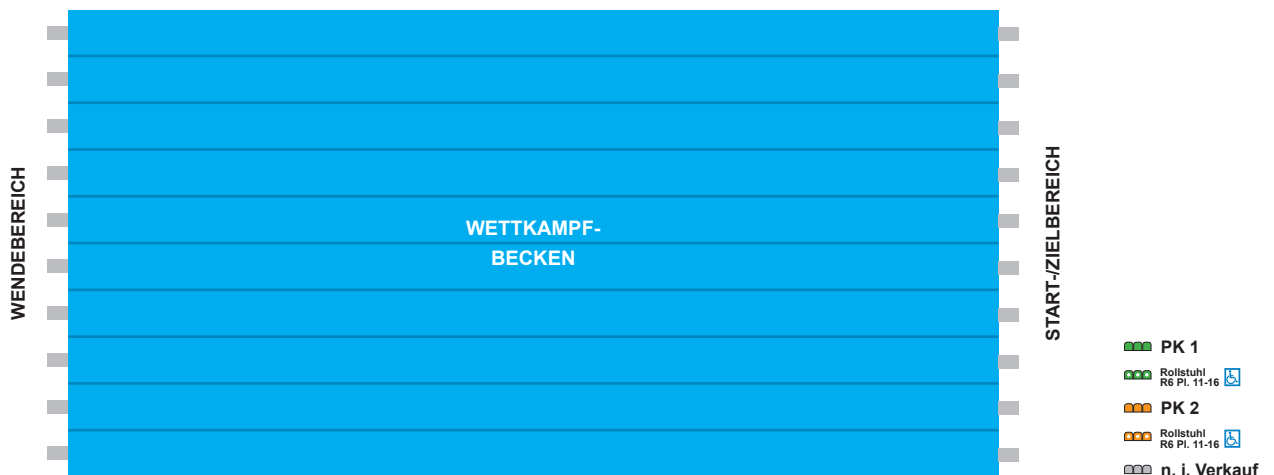 WENDEBEREICH
WETTKAMPF-
BECKEN
START-/ZIELBEREICH
PK 1
Rollstuhl
R6 Pl. 11-16
PK 2
Rollstuhl
R6 Pl. 11-16
n. i. Verkauf